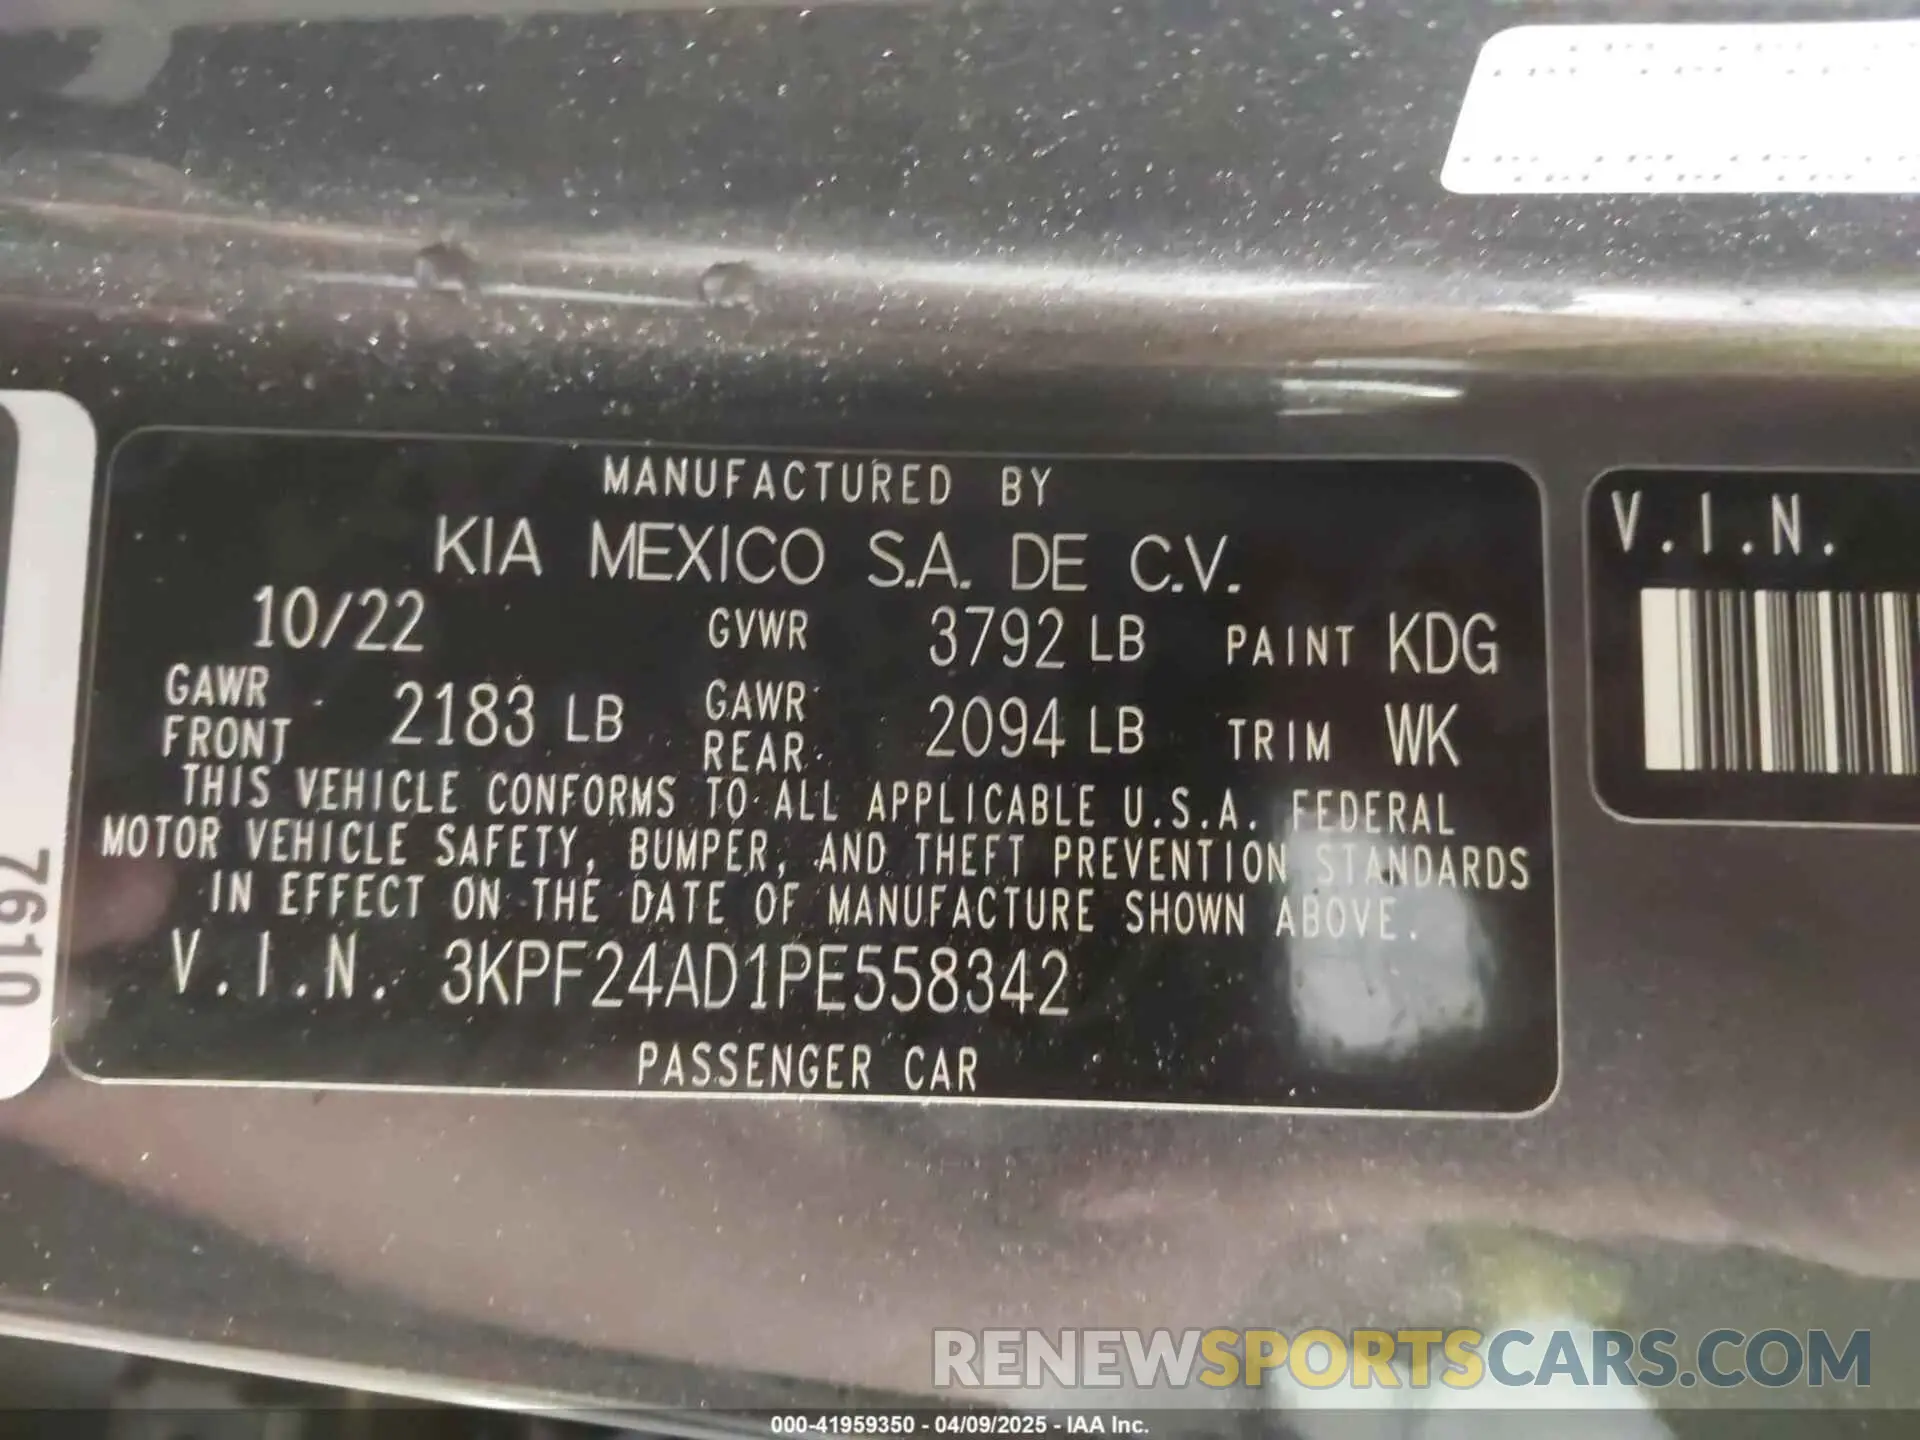 MANUFACTURED BY
KIA MEXICO S.A. DE C.V.
10/22 GVWR 3792 LB PAINT KDG
GAWR FRONT 2183 LB GAWR REAR 2094 LB TRIM WK
THIS VEHICLE CONFORMS TO ALL APPLICABLE U.S.A. FEDERAL
MOTOR VEHICLE SAFETY, BUMPER, AND THEFT PREVENTION STANDARDS
IN EFFECT ON THE DATE OF MANUFACTURE SHOWN ABOVE.
V.I.N. 3KPF24AD1PE558342
PASSENGER CAR
V.I.N.
7610
RENEWSPORTSCARS.COM
000-41959350 - 04/09/2025 - IAA Inc.